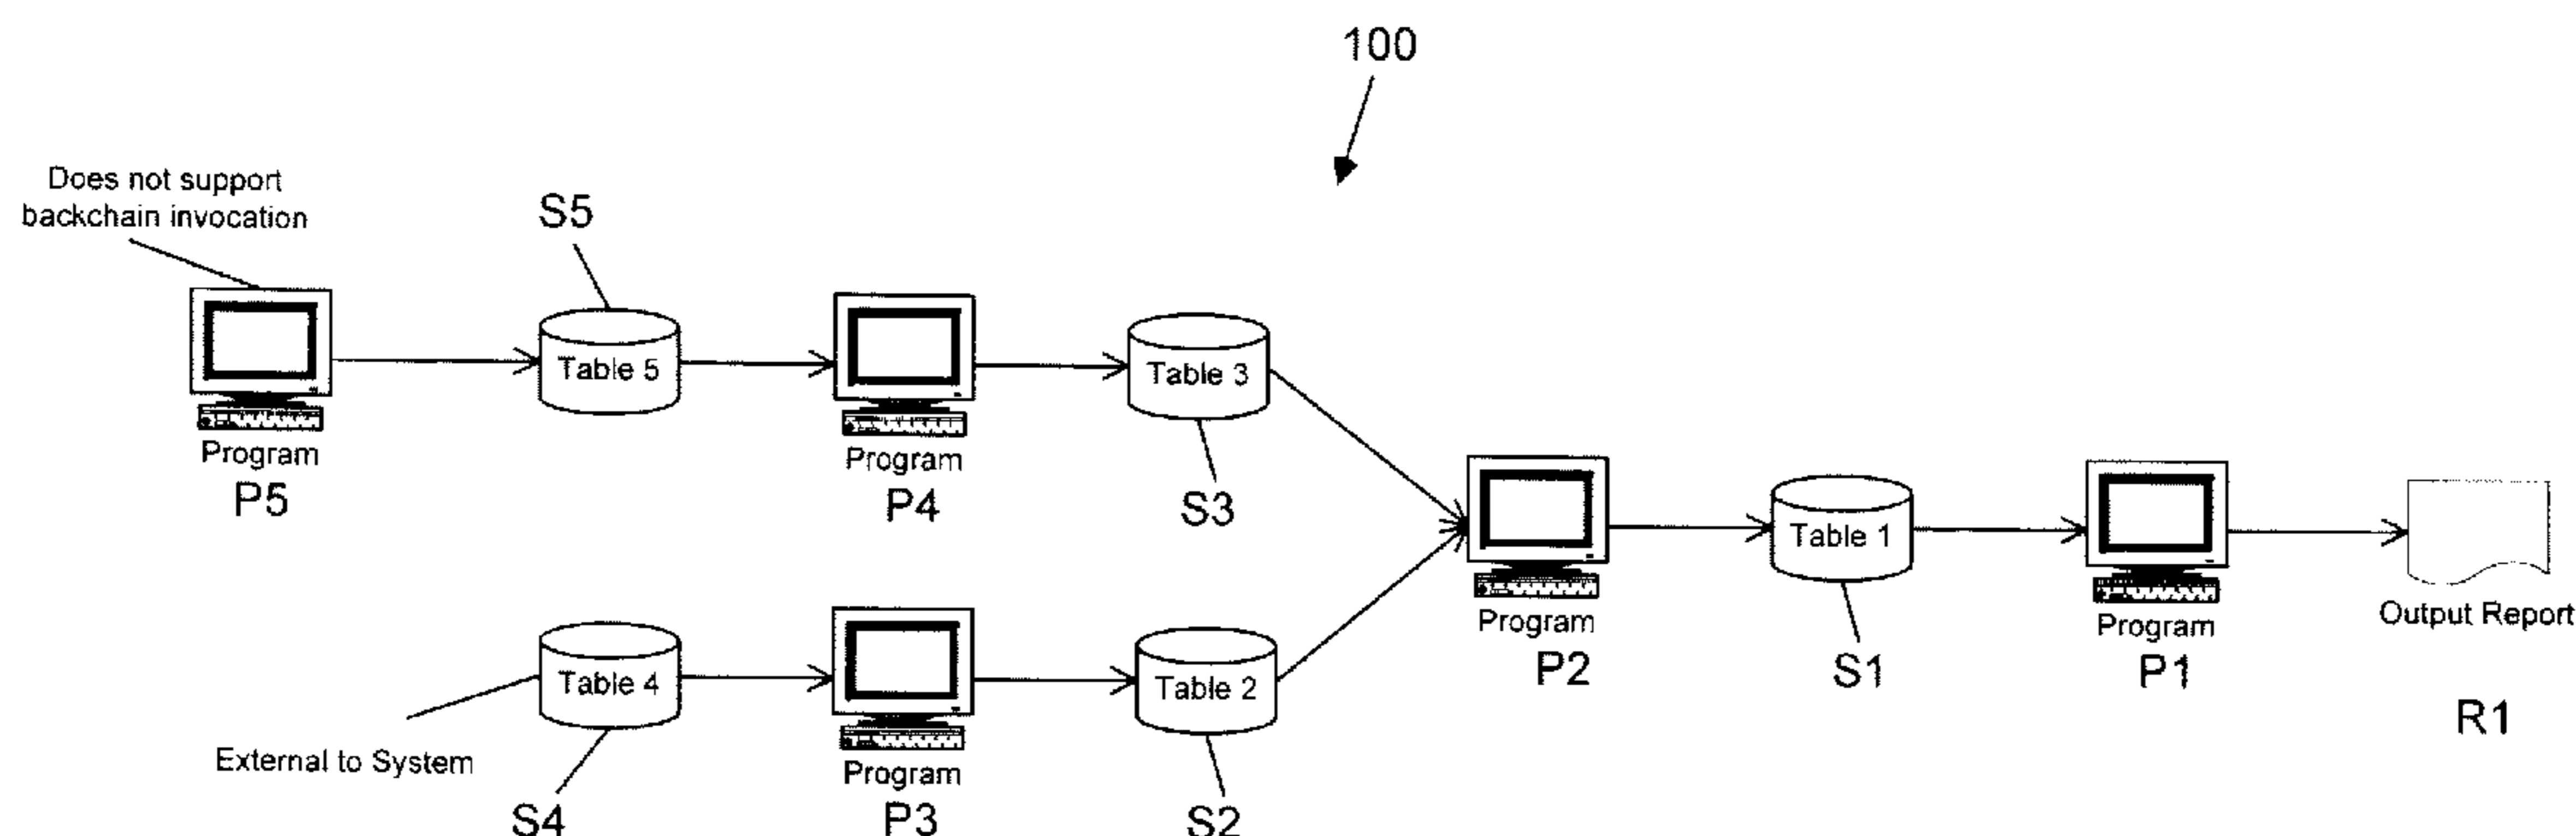 100
Does not support
backchain invocation
S5
Table 5
Table 3
Program
P5
Program
P4
S3
Table 1
Program
P2
S1
Program
P1
Output Report
R1
Table 4
Table 2
External to System
S4
Program
P3
S2